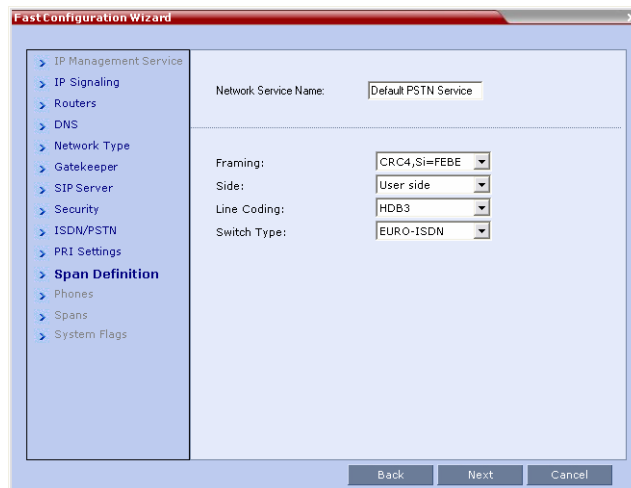 Fast Configuration Wizard
IP Management Service
IP Signaling
Routers
DNS
Network Type
Gatekeeper
SIP Server
Security
ISDN/PSTN
PRI Settings
Span Definition
Phones
Spans
System Flags
Network Service Name: Default PSTN Service
Framing: CRC4,Si=FEBE
Side: User side
Line Coding: HDB3
Switch Type: EURO-ISDN
Back Next Cancel